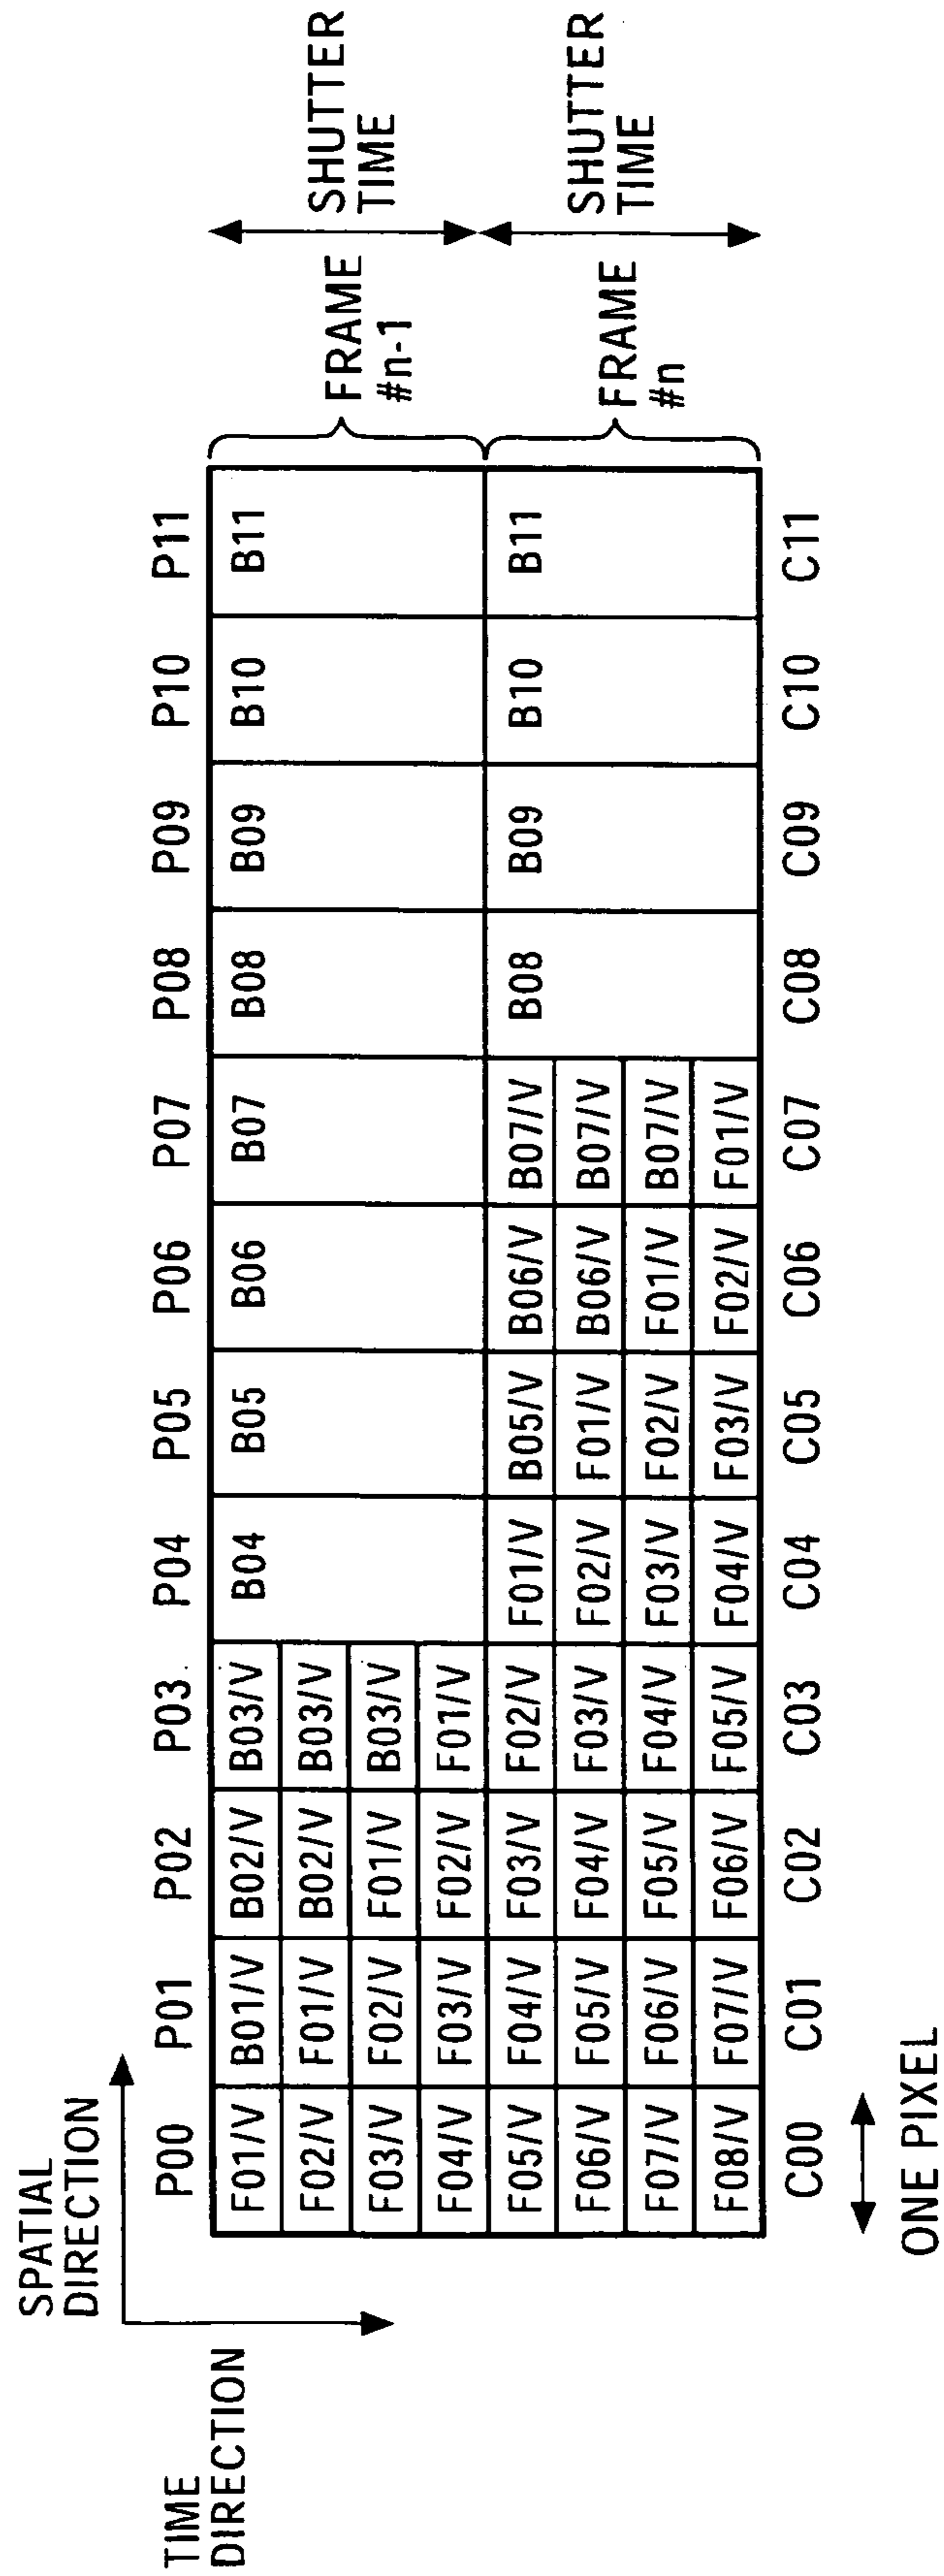 SPATIAL
DIRECTION
TIME
DIRECTION
P00 P01 P02 P03 P04 P05 P06 P07 P08 P09 P10 P11
F01/V B01/V B02/V B03/V B04 B05 B06 B07 B08 B09 B10 B11
F02/V F01/V B02/V B03/V
F03/V F02/V F01/V B03/V
F04/V F03/V F02/V F01/V
FRAME
#n-1
SHUTTER
TIME
F05/V F04/V F03/V F02/V F01/V B05/V B06/V B07/V B08 B09 B10 B11
F06/V F05/V F04/V F03/V F02/V F01/V B06/V B07/V
F07/V F06/V F05/V F04/V F03/V F02/V F01/V B07/V
F08/V F07/V F06/V F05/V F04/V F03/V F02/V F01/V
FRAME
#n
SHUTTER
TIME
C00 C01 C02 C03 C04 C05 C06 C07 C08 C09 C10 C11
ONE PIXEL